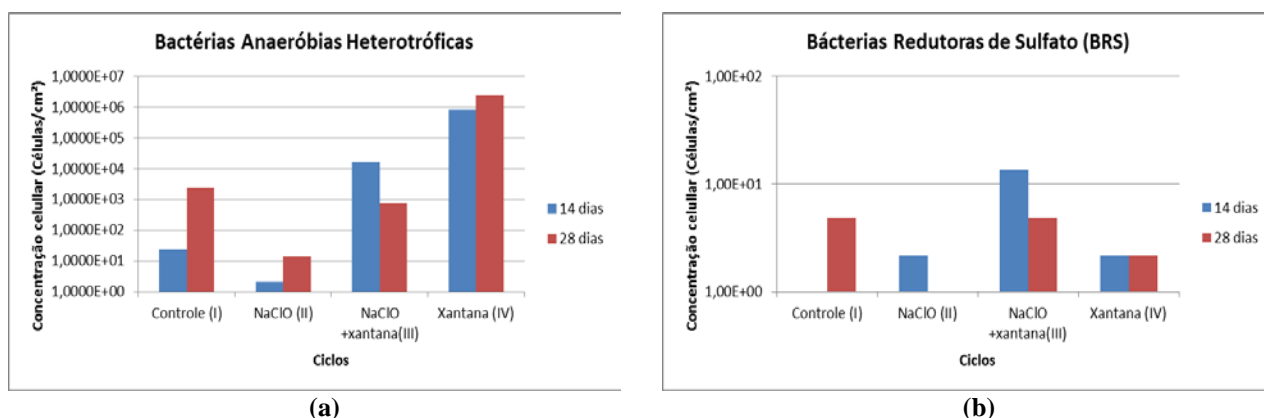 Bactérias Anaeróbias Heterotróficas
Concentração celullar (Células/cm²)
1,0000E+07
1,0000E+06
1,0000E+05
1,0000E+04
1,0000E+03
1,0000E+02
1,0000E+01
1,0000E+00
Controle (I)
NaClO (II)
NaClO
+xantana(III)
Xantana (IV)
Ciclos
14 dias
28 dias
(a)
Bácterias Redutoras de Sulfato (BRS)
Concentração celullar (Células/cm²)
1,00E+02
1,00E+01
1,00E+00
Controle (I)
NaClO (II)
NaClO
+xantana(III)
Xantana (IV)
Ciclos
14 dias
28 dias
(b)